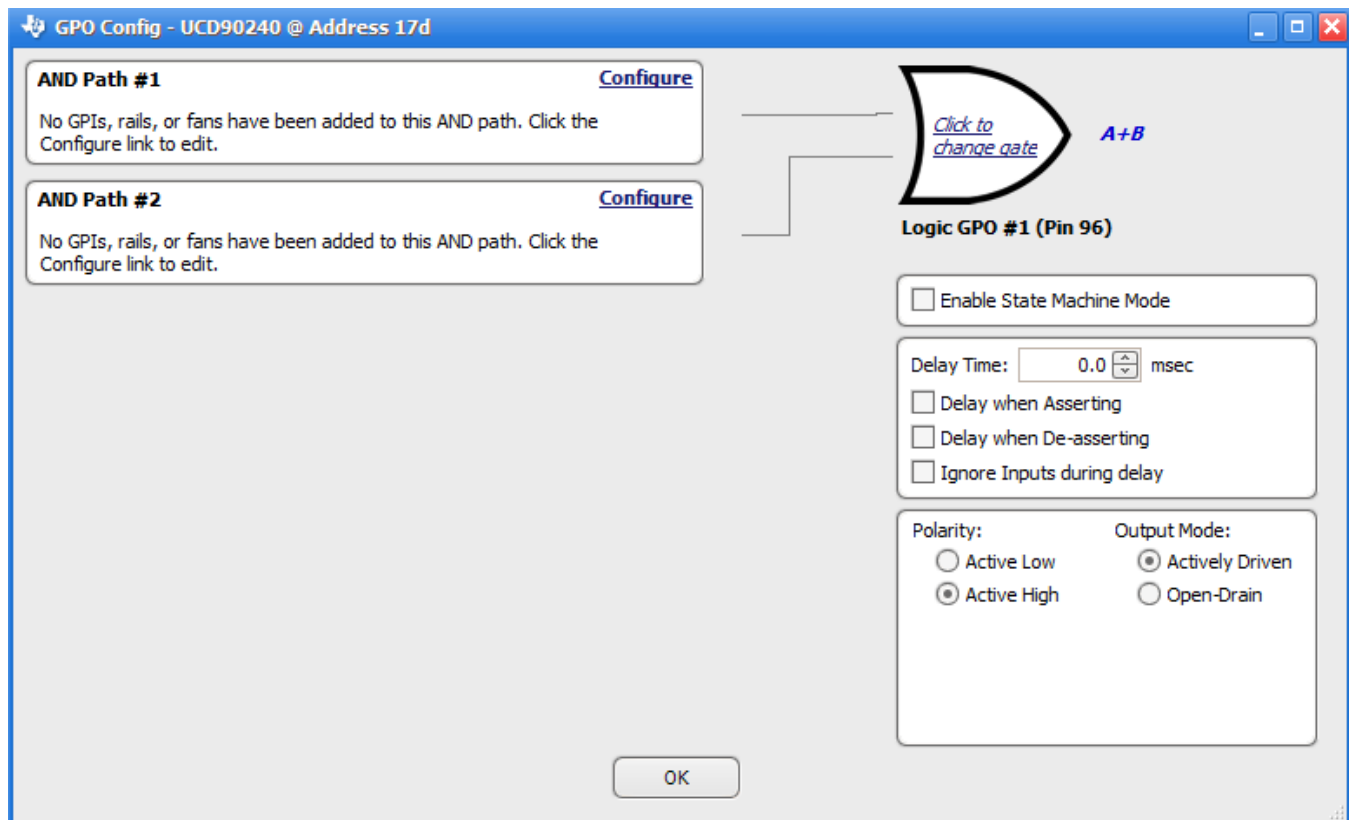 GPO Config - UCD90240 @ Address 17d
AND Path #1
Configure
No GPIs, rails, or fans have been added to this AND path. Click the
Configure link to edit.
AND Path #2
Configure
No GPIs, rails, or fans have been added to this AND path. Click the
Configure link to edit.
Click to
change gate
A+B
Logic GPO #1 (Pin 96)
Enable State Machine Mode
Delay Time: 0.0 msec
Delay when Asserting
Delay when De-asserting
Ignore Inputs during delay
Polarity:
Active Low
Active High
Output Mode:
Actively Driven
Open-Drain
OK